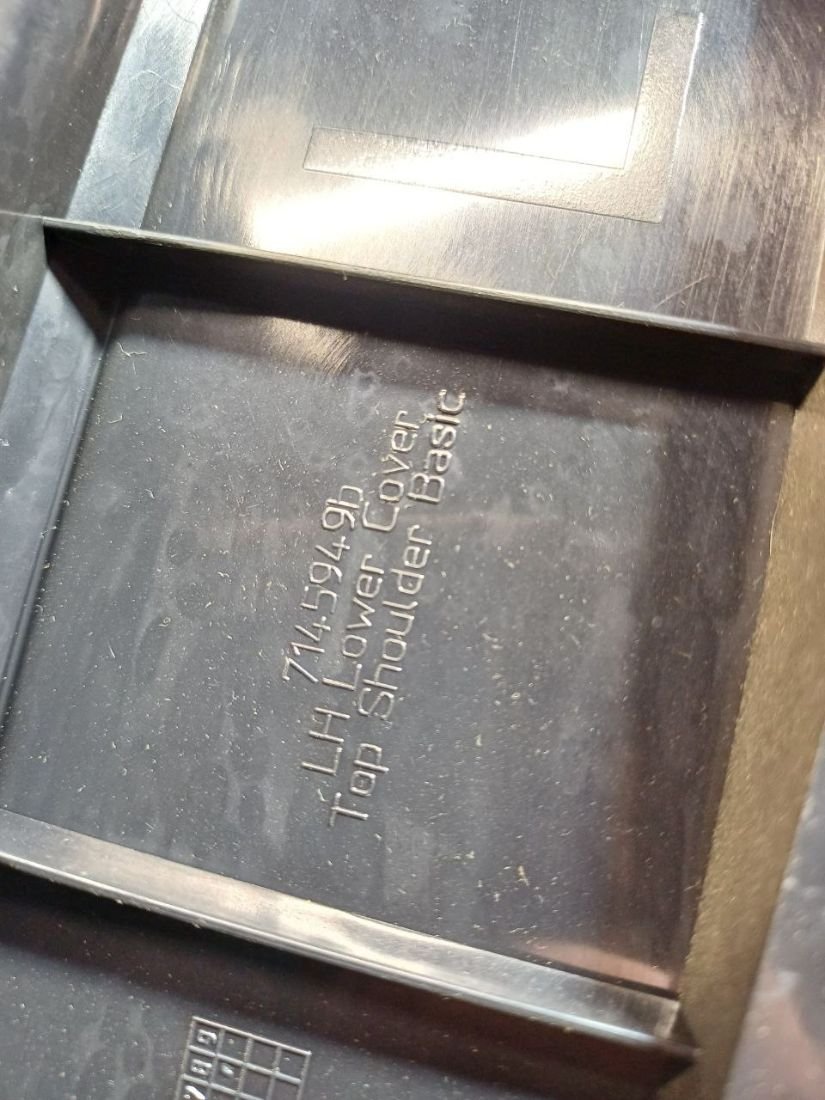 7145949b
LH Lower Cover
Top Shoulder Basic